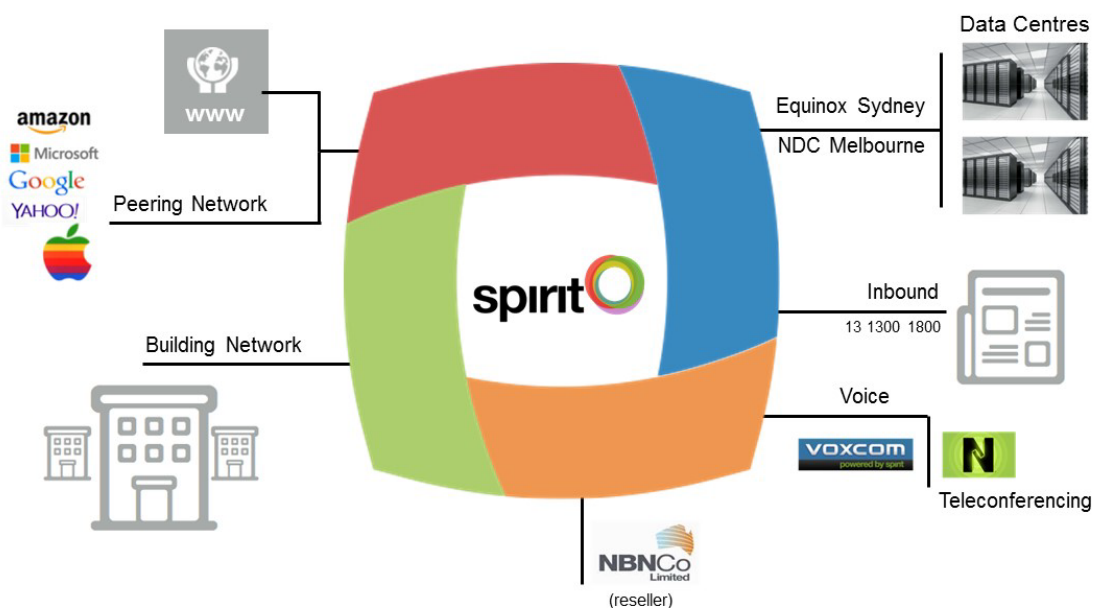 Data Centres
www
amazon
Microsoft
Google
YAHOO!
Peering Network
Equinox Sydney
NDC Melbourne
spirit
Inbound
13 1300 1800
Building Network
Voice
VOXCOM
powered by spirit
N
Teleconferencing
NBNCo
Limited
(reseller)